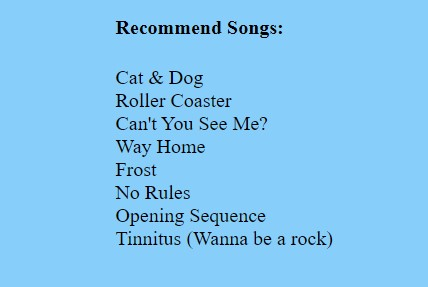 Recommend Songs:
Cat & Dog
Roller Coaster
Can't You See Me?
Way Home
Frost
No Rules
Opening Sequence
Tinnitus (Wanna be a rock)